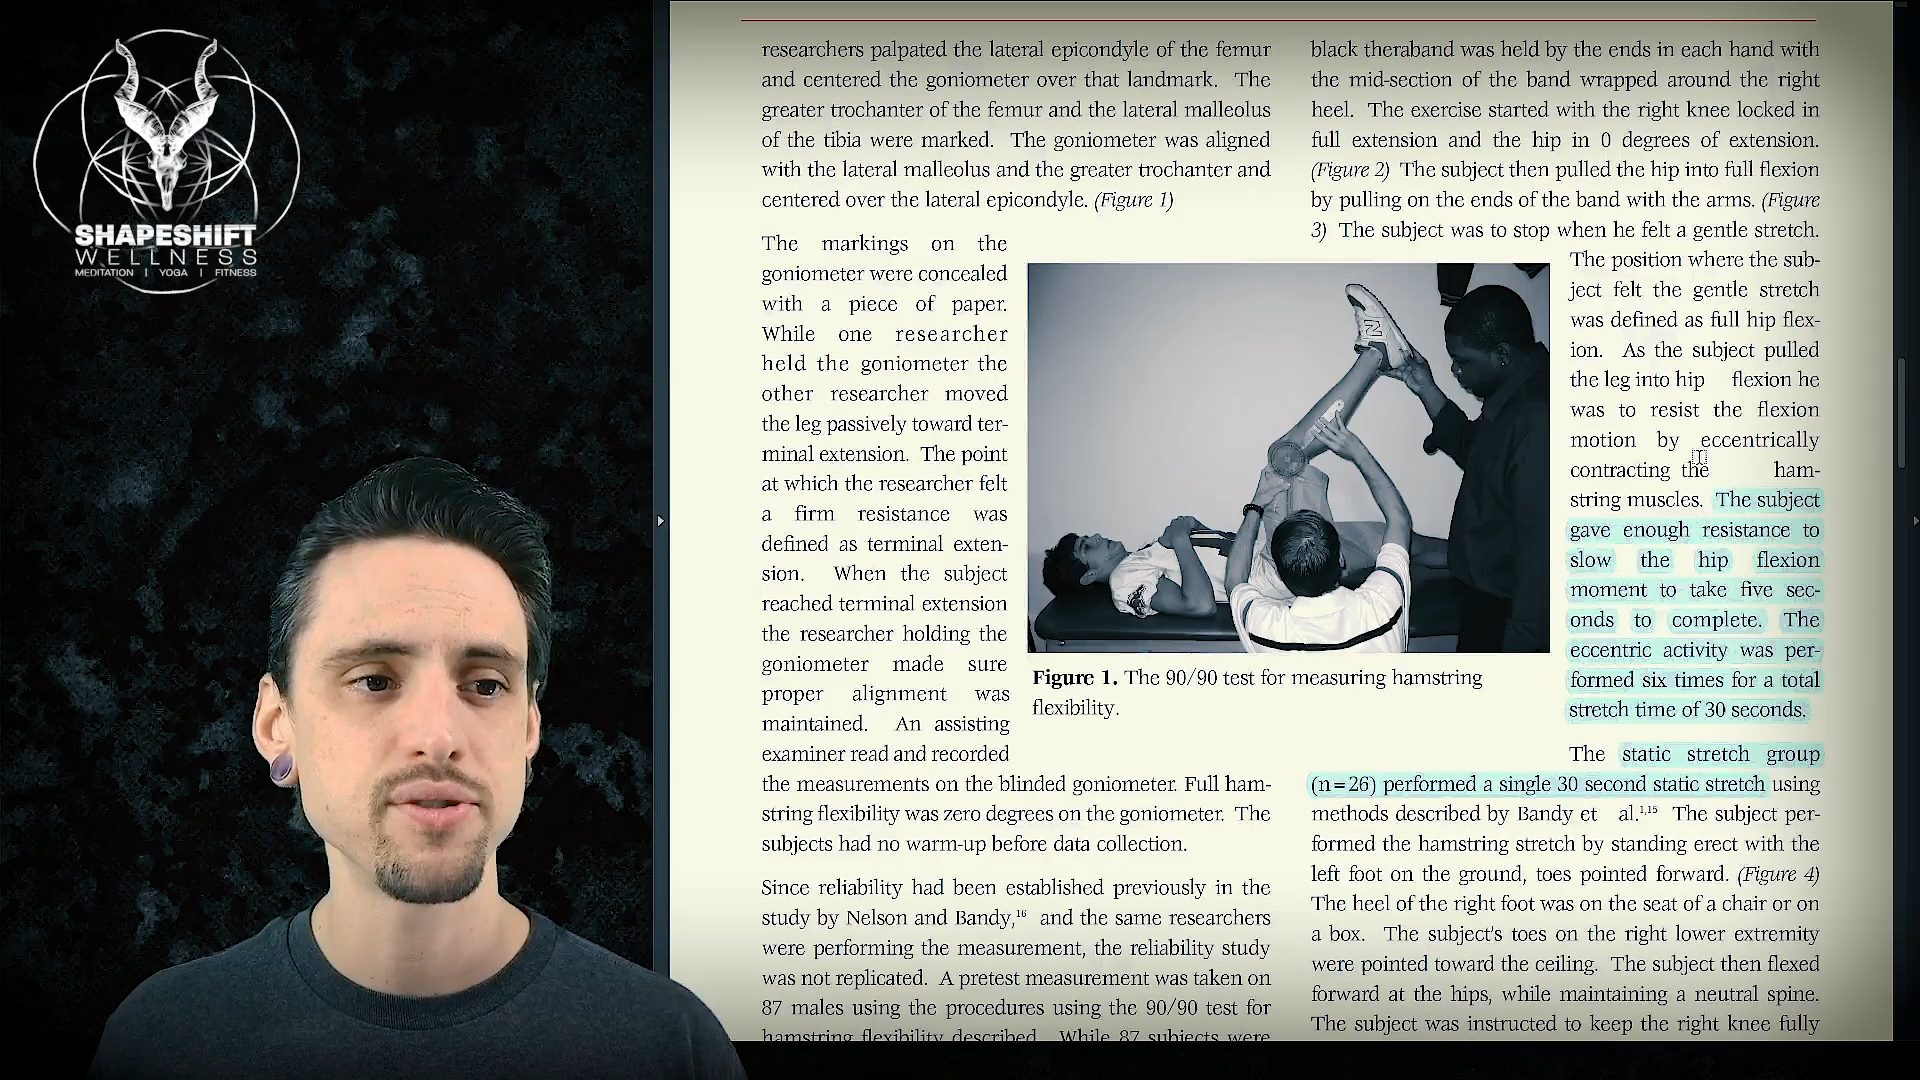 SHAPESHIFT
WELLNESS
MEDITATION | YOGA | FITNESS
researchers palpated the lateral epicondyle of the femur
and centered the goniometer over that landmark. The
greater trochanter of the femur and the lateral malleolus
of the tibia were marked. The goniometer was aligned
with the lateral malleolus and the greater trochanter and
centered over the lateral epicondyle. (Figure 1)
The markings on the
goniometer were concealed
with a piece of paper.
While one researcher
held the goniometer the
other researcher moved
the leg passively toward ter-
minal extension. The point
at which the researcher felt
a firm resistance was
defined as terminal exten-
sion. When the subject
reached terminal extension
the researcher holding the
goniometer made sure
proper alignment was
maintained. An assisting
examiner read and recorded
the measurements on the blinded goniometer. Full ham-
string flexibility was zero degrees on the goniometer. The
subjects had no warm-up before data collection.
Since reliability had been established previously in the
study by Nelson and Bandy,16 and the same researchers
were performing the measurement, the reliability study
was not replicated. A pretest measurement was taken on
87 males using the procedures using the 90/90 test for
hamstring flexibility described. While 87 subjects were
N
Figure 1. The 90/90 test for measuring hamstring
flexibility.
black theraband was held by the ends in each hand with
the mid-section of the band wrapped around the right
heel. The exercise started with the right knee locked in
full extension and the hip in 0 degrees of extension.
(Figure 2) The subject then pulled the hip into full flexion
by pulling on the ends of the band with the arms. (Figure
3) The subject was to stop when he felt a gentle stretch.
The position where the sub-
ject felt the gentle stretch
was defined as full hip flex-
ion. As the subject pulled
the leg into hip flexion he
was to resist the flexion
motion by eccentrically
contracting the ham-
string muscles. The subject
gave enough resistance to
slow the hip flexion
moment to take five sec-
onds to complete. The
eccentric activity was per-
formed six times for a total
stretch time of 30 seconds.
The static stretch group
(n=26) performed a single 30 second static stretch using
methods described by Bandy et al.1,15 The subject per-
formed the hamstring stretch by standing erect with the
left foot on the ground, toes pointed forward. (Figure 4)
The heel of the right foot was on the seat of a chair or on
a box. The subject's toes on the right lower extremity
were pointed toward the ceiling. The subject then flexed
forward at the hips, while maintaining a neutral spine.
The subject was instructed to keep the right knee fully